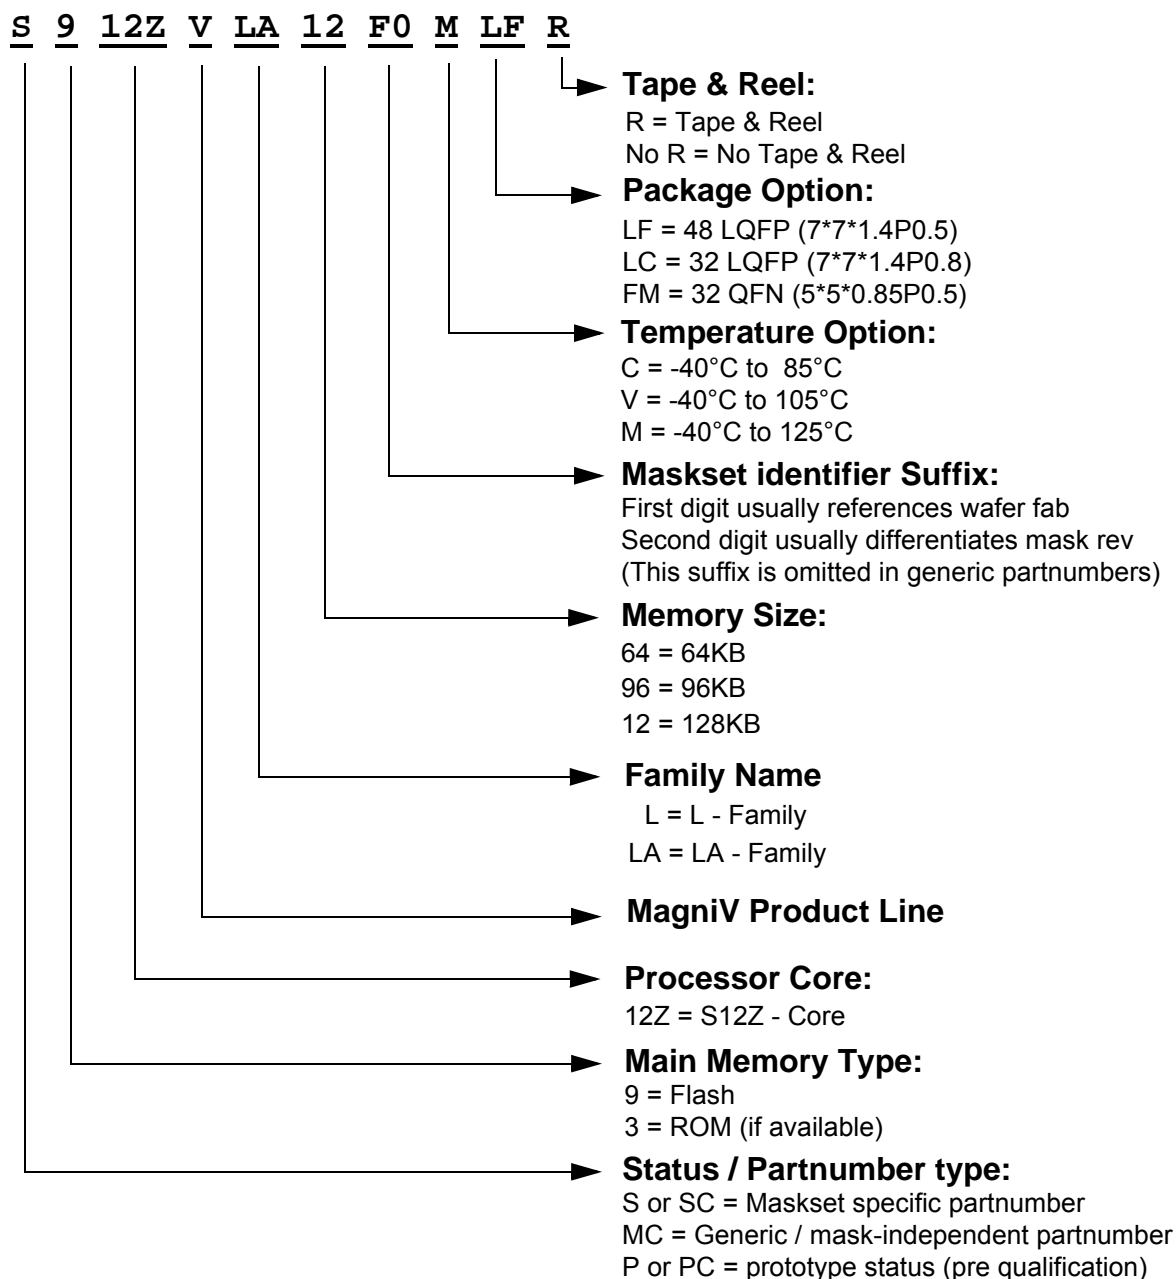 S 9 12Z V LA 12 F0 M LF R
Tape & Reel:
R = Tape & Reel
No R = No Tape & Reel
Package Option:
LF = 48 LQFP (7*7*1.4P0.5)
LC = 32 LQFP (7*7*1.4P0.8)
FM = 32 QFN (5*5*0.85P0.5)
Temperature Option:
C = -40°C to 85°C
V = -40°C to 105°C
M = -40°C to 125°C
Maskset identifier Suffix:
First digit usually references wafer fab
Second digit usually differentiates mask rev
(This suffix is omitted in generic partnumbers)
Memory Size:
64 = 64KB
96 = 96KB
12 = 128KB
Family Name
L = L - Family
LA = LA - Family
MagniV Product Line
Processor Core:
12Z = S12Z - Core
Main Memory Type:
9 = Flash
3 = ROM (if available)
Status / Partnumber type:
S or SC = Maskset specific partnumber
MC = Generic / mask-independent partnumber
P or PC = prototype status (pre qualification)